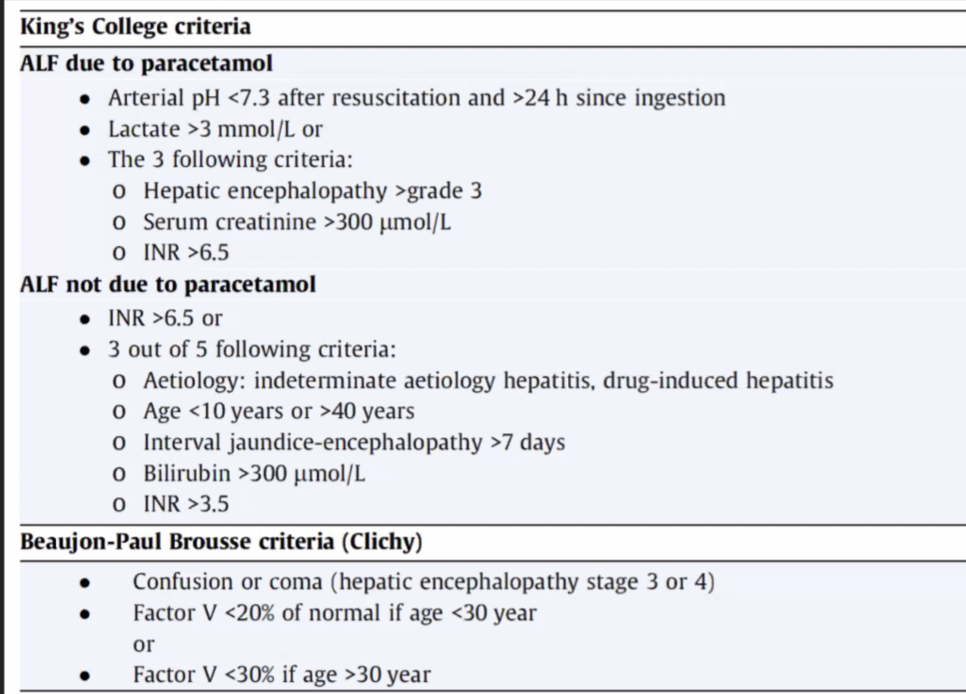 King's College criteria
ALF due to paracetamol
• Arterial pH <7.3 after resuscitation and >24 h since ingestion
• Lactate >3 mmol/L or
• The 3 following criteria:
o Hepatic encephalopathy >grade 3
o Serum creatinine >300 μmol/L
o INR >6.5
ALF not due to paracetamol
• INR >6.5 or
• 3 out of 5 following criteria:
o Aetiology: indeterminate aetiology hepatitis, drug-induced hepatitis
o Age <10 years or >40 years
o Interval jaundice-encephalopathy >7 days
o Bilirubin >300 μmol/L
o INR >3.5
Beaujon-Paul Brousse criteria (Clichy)
• Confusion or coma (hepatic encephalopathy stage 3 or 4)
• Factor V <20% of normal if age <30 year
or
• Factor V <30% if age >30 year